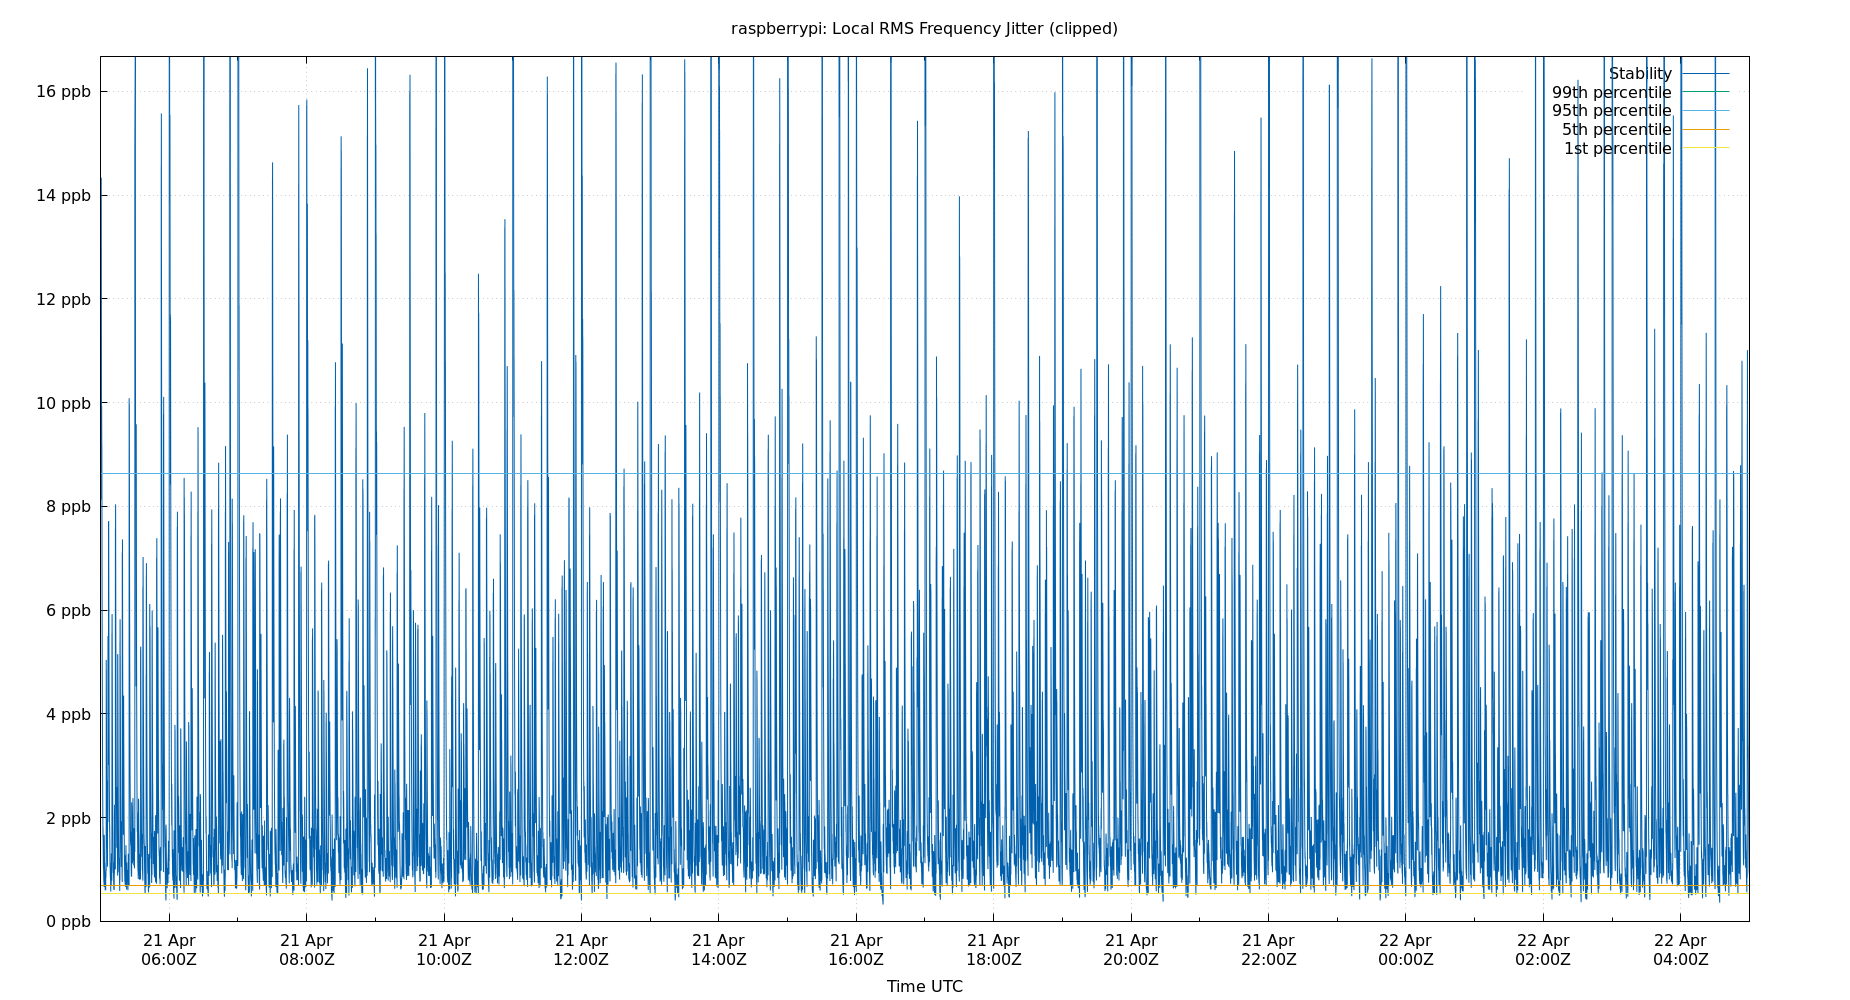 raspberrypi: Local RMS Frequency Jitter (clipped)
Stability
99th percentile
95th percentile
5th percentile
1st percentile
16 ppb
14 ppb
12 ppb
10 ppb
8 ppb
6 ppb
4 ppb
2 ppb
0 ppb
21 Apr 21 Apr 21 Apr 21 Apr 21 Apr 21 Apr 21 Apr 21 Apr 21 Apr 22 Apr 22 Apr 22 Apr
06:00Z 08:00Z 10:00Z 12:00Z 14:00Z 16:00Z 18:00Z 20:00Z 22:00Z 00:00Z 02:00Z 04:00Z
Time UTC